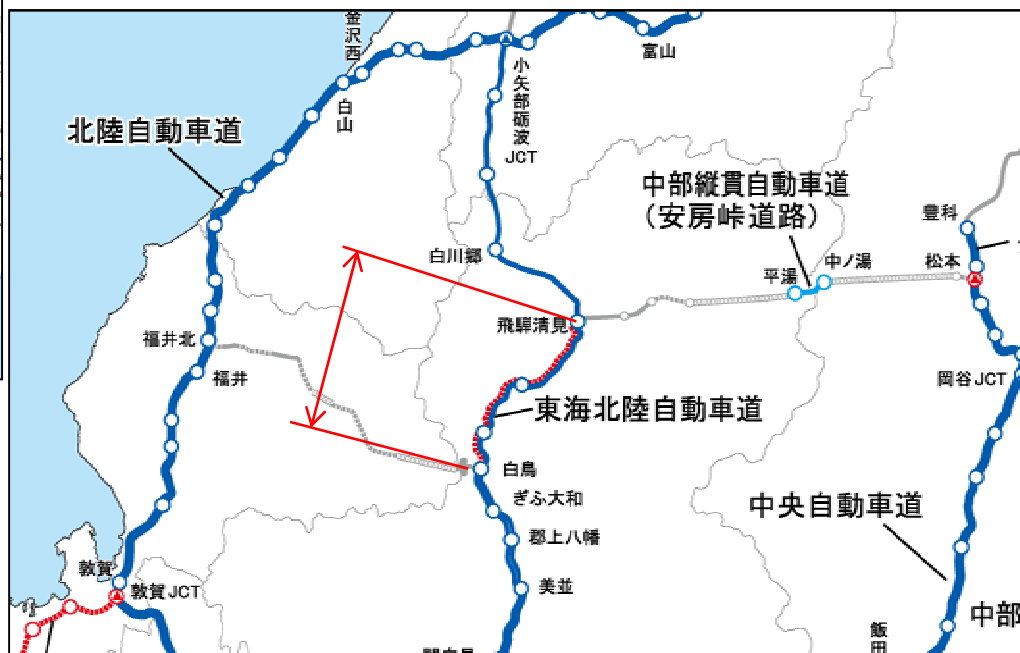 金沢西
富山
小矢部砺波
JCT
白山
北陸自動車道
中部縦貫自動車道
（安房峠道路）
豊科
白川郷
平湯
中ノ湯
松本
飛騨清見
福井北
福井
岡谷JCT
東海北陸自動車道
白鳥
ぎふ大和
中央自動車道
郡上八幡
敦賀
敦賀JCT
美並
中部
飯田